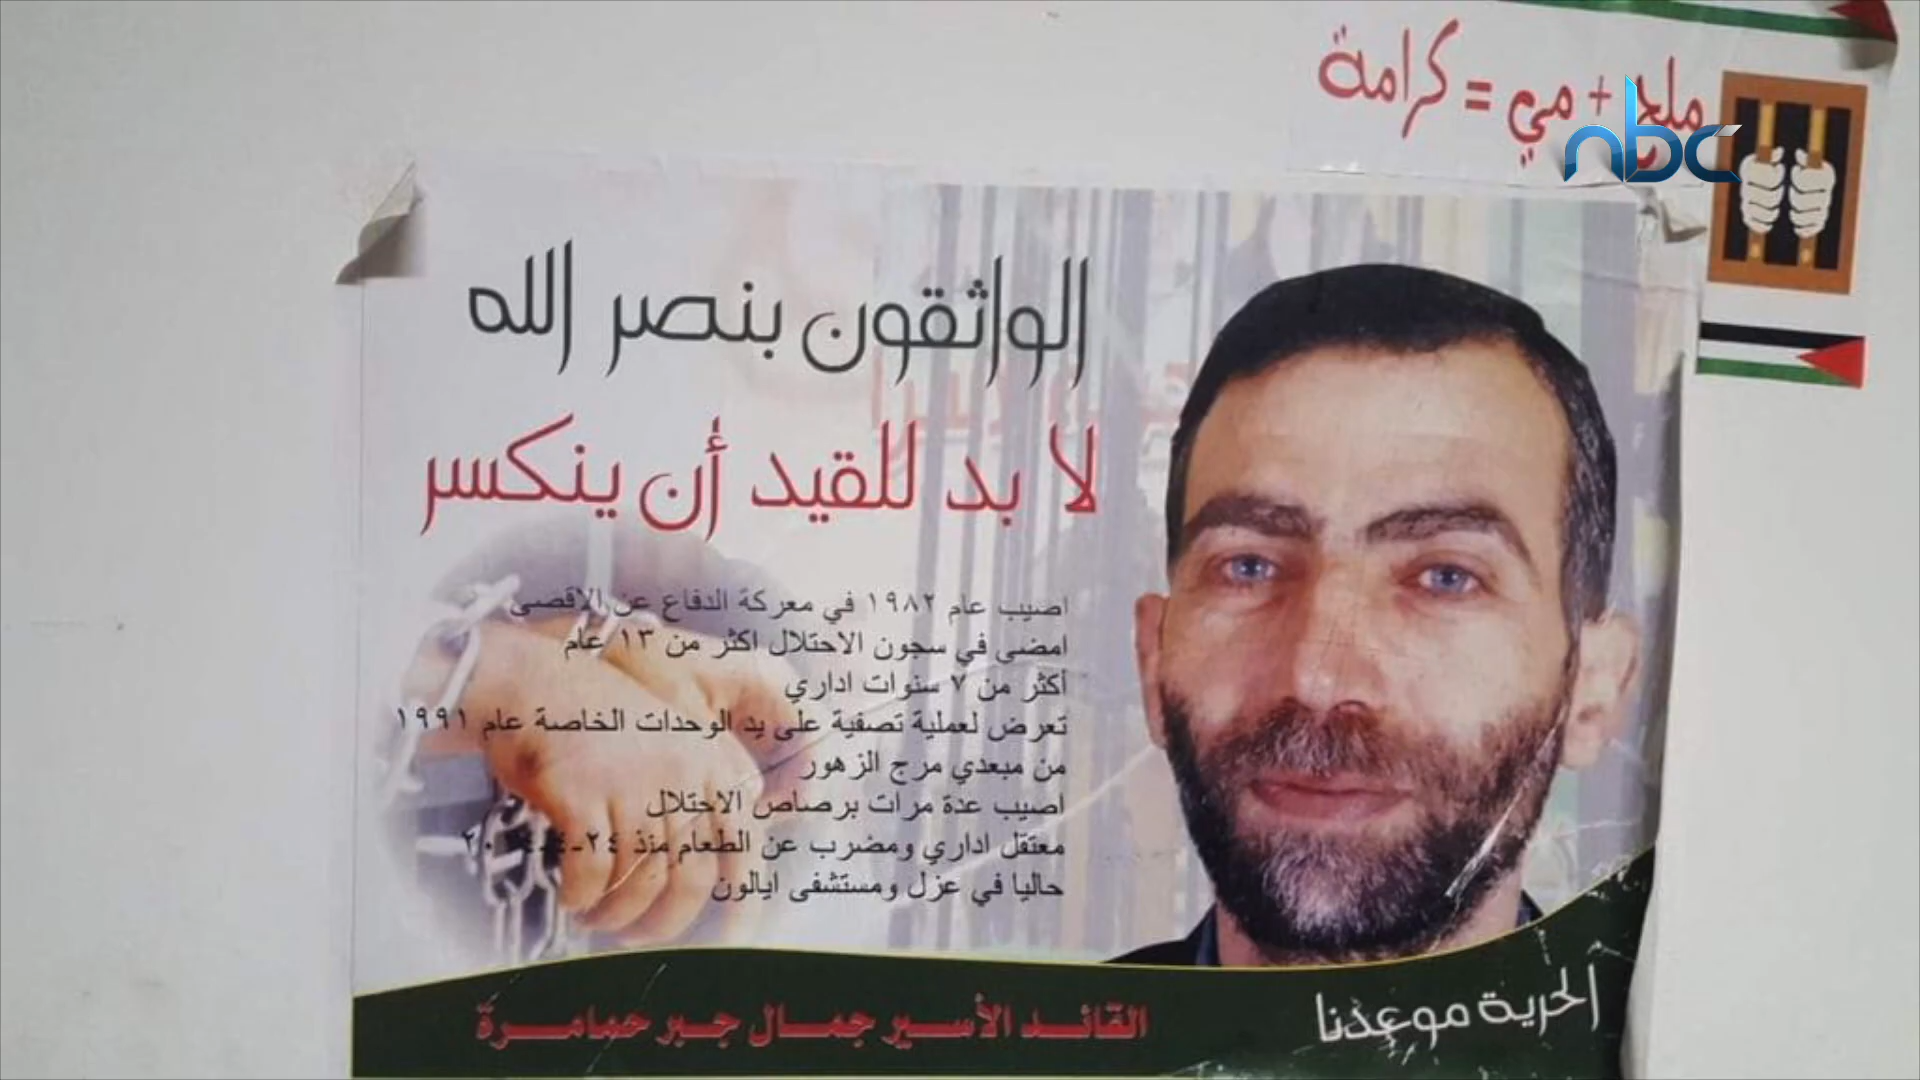 ملح + مي = كرامة
nbc
الواثقون بنصر الله
لا بد للقيد أن ينكسر
اصيب عام ١٩٨٢ في معركة الدفاع عن الاقصى
امضى في سجون الاحتلال اكثر من ١٣ عام
أكثر من ٧ سنوات اداري
تعرض لعملية تصفية على يد الوحدات الخاصة عام ١٩٩١
من مبعدي مرج الزهور
اصيب عدة مرات برصاص الاحتلال
معتقل اداري ومضرب عن الطعام منذ ٢٤-٤-
حاليا في عزل ومستشفى ايالون
الحرية موعدنا
القائد الأسير جمال جبر حمامرة